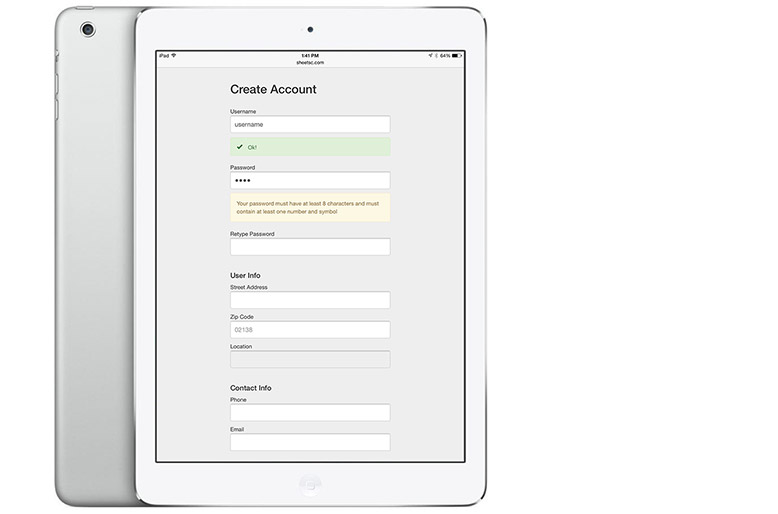 iPad 1:41 PM 64%
sheetsc.com
Create Account
Username
username
Ok!
Password
Your password must have at least 8 characters and must
contain at least one number and symbol
Retype Password
User Info
Street Address
Zip Code
02138
Location
Contact Info
Phone
Email